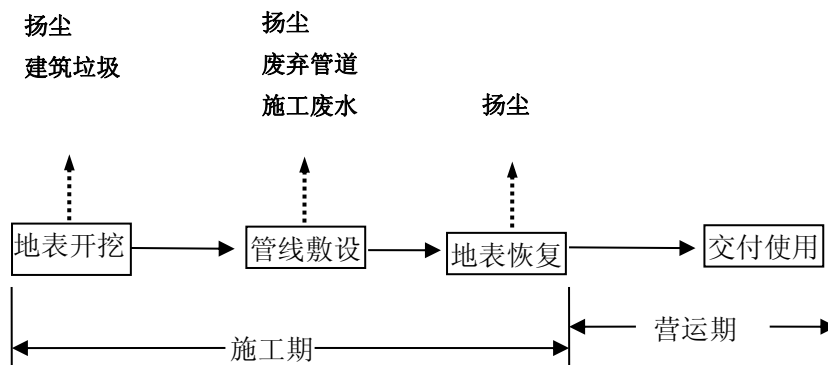 扬尘
建筑垃圾
扬尘
废弃管道
施工废水
扬尘
地表开挖
管线敷设
地表恢复
交付使用
施工期
营运期